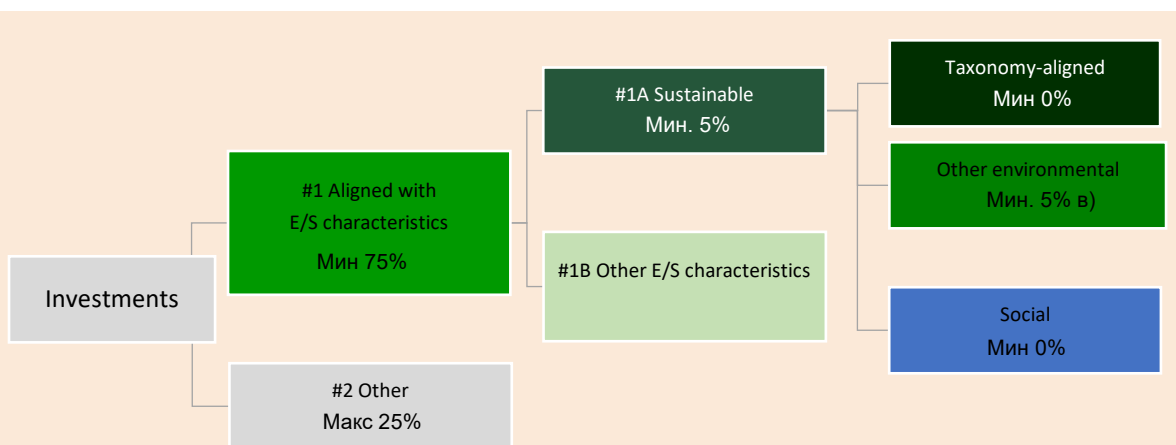 Investments
#1 Aligned with
E/S characteristics
Мин 75%
#2 Other
Макс 25%
#1A Sustainable
Мин. 5%
#1B Other E/S characteristics
Taxonomy-aligned
Мин 0%
Other environmental
Мин. 5% в)
Social
Мин 0%